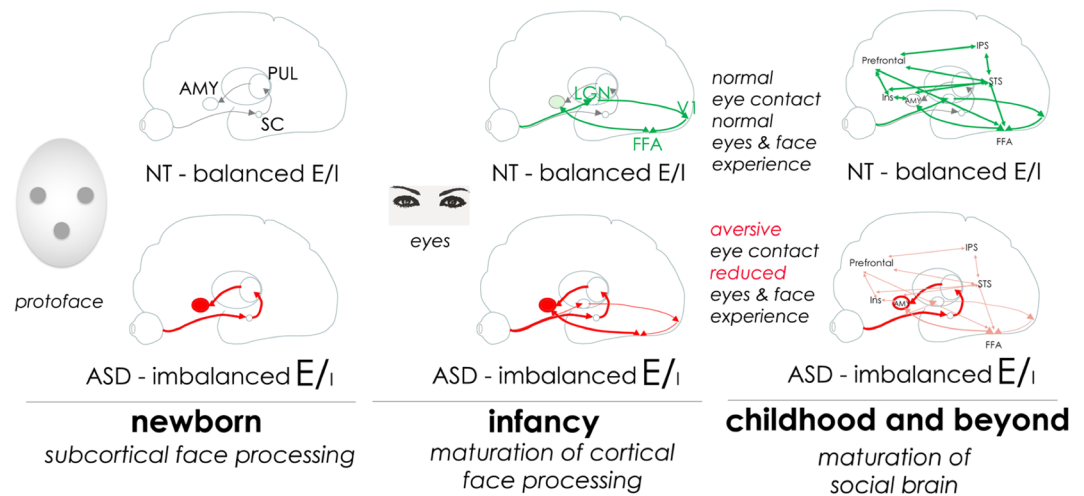 protoface
AMY
PUL
SC
NT - balanced E/I
ASD - imbalanced E/I
newborn
subcortical face processing
eyes
LGN
V1
FFA
NT - balanced E/I
ASD - imbalanced E/I
infancy
maturation of cortical
face processing
normal
eye contact
normal
eyes & face
experience
IPS
Prefrontal
STS
Ins
AMY
FFA
NT - balanced E/I
aversive
eye contact
reduced
eyes & face
experience
IPS
Prefrontal
STS
Ins
AMY
FFA
ASD - imbalanced E/I
childhood and beyond
maturation of
social brain